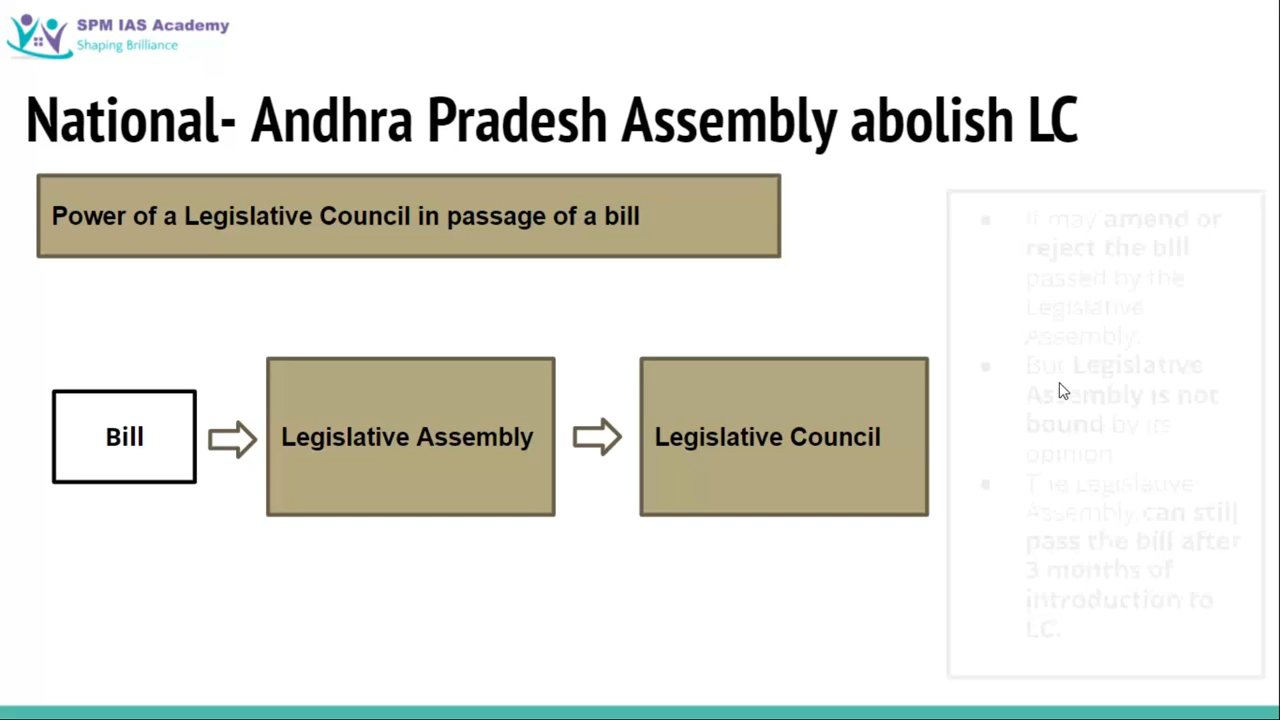 SPM IAS Academy
Shaping Brilliance
National- Andhra Pradesh Assembly abolish LC
Power of a Legislative Council in passage of a bill
Bill
Legislative Assembly
Legislative Council
It may amend or
reject the bill
passed by the
Legislative
Assembly.
But Legislative
Assembly is not
bound by its
opinion
The Legislative
Assembly can still
pass the bill after
3 months of
introduction to
LC.